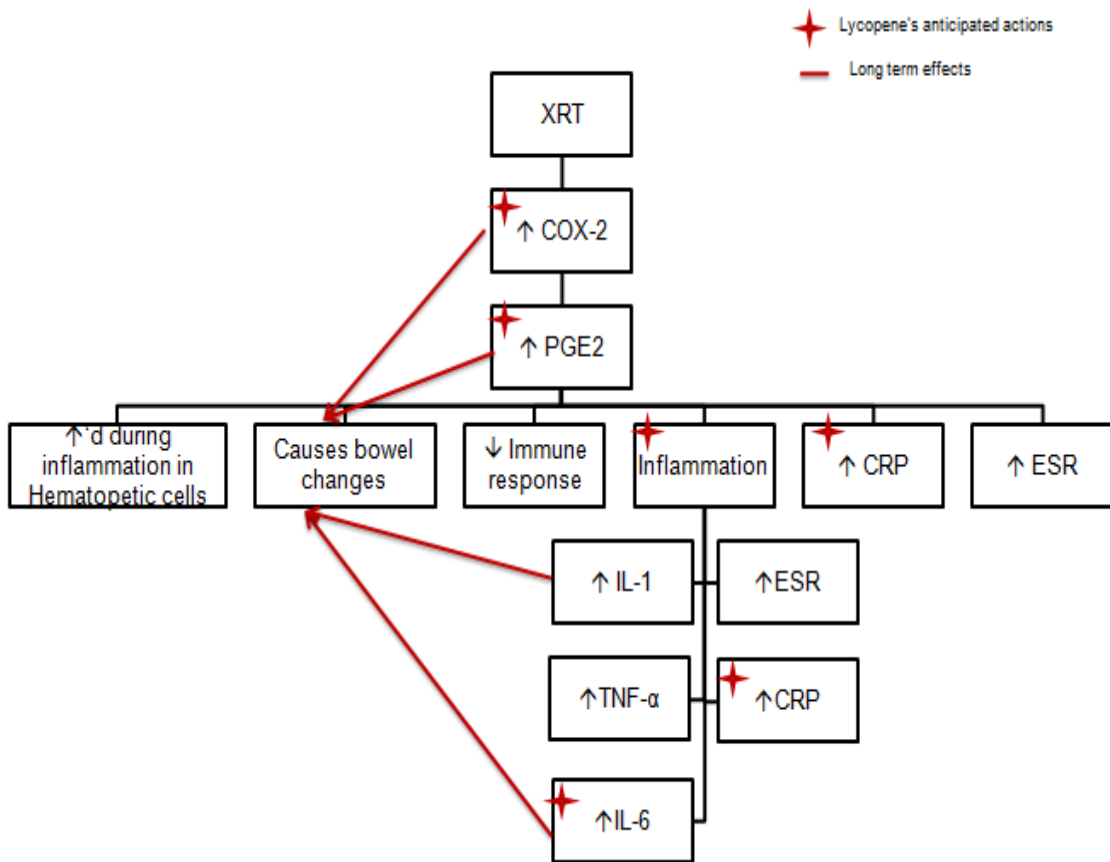 Lycopene's anticipated actions
Long term effects
XRT
↑ COX-2
↑ PGE2
↑'d during
inflammation in
Hematopetic cells
Causes bowel
changes
↓ Immune
response
Inflammation
↑ CRP
↑ ESR
↑ IL-1
↑ESR
↑TNF-α
↑CRP
↑IL-6